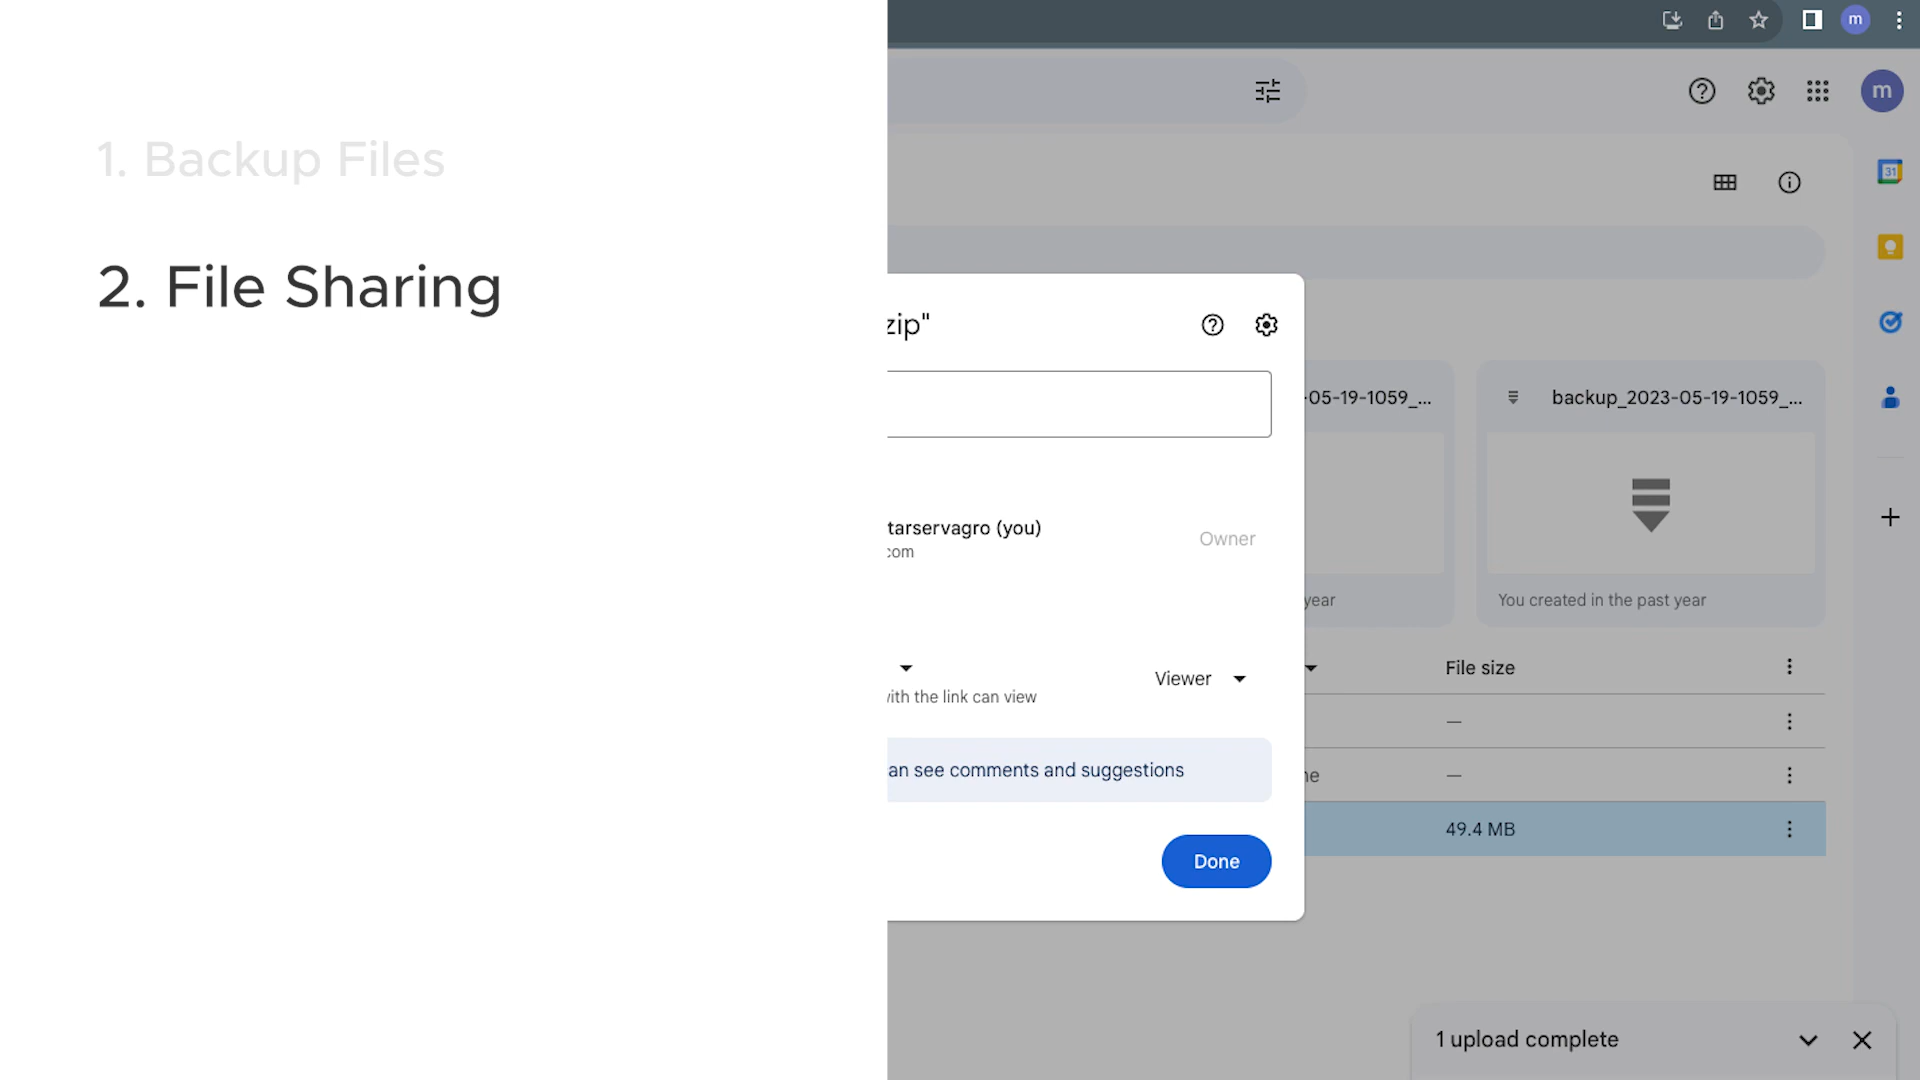 1. Backup Files
2. File Sharing
m
m
31
zip"
05-19-1059_...
backup_2023-05-19-1059_...
tarservagro (you)
com
Owner
year
You created in the past year
Viewer
with the link can view
File size
an see comments and suggestions
49.4 MB
Done
1 upload complete